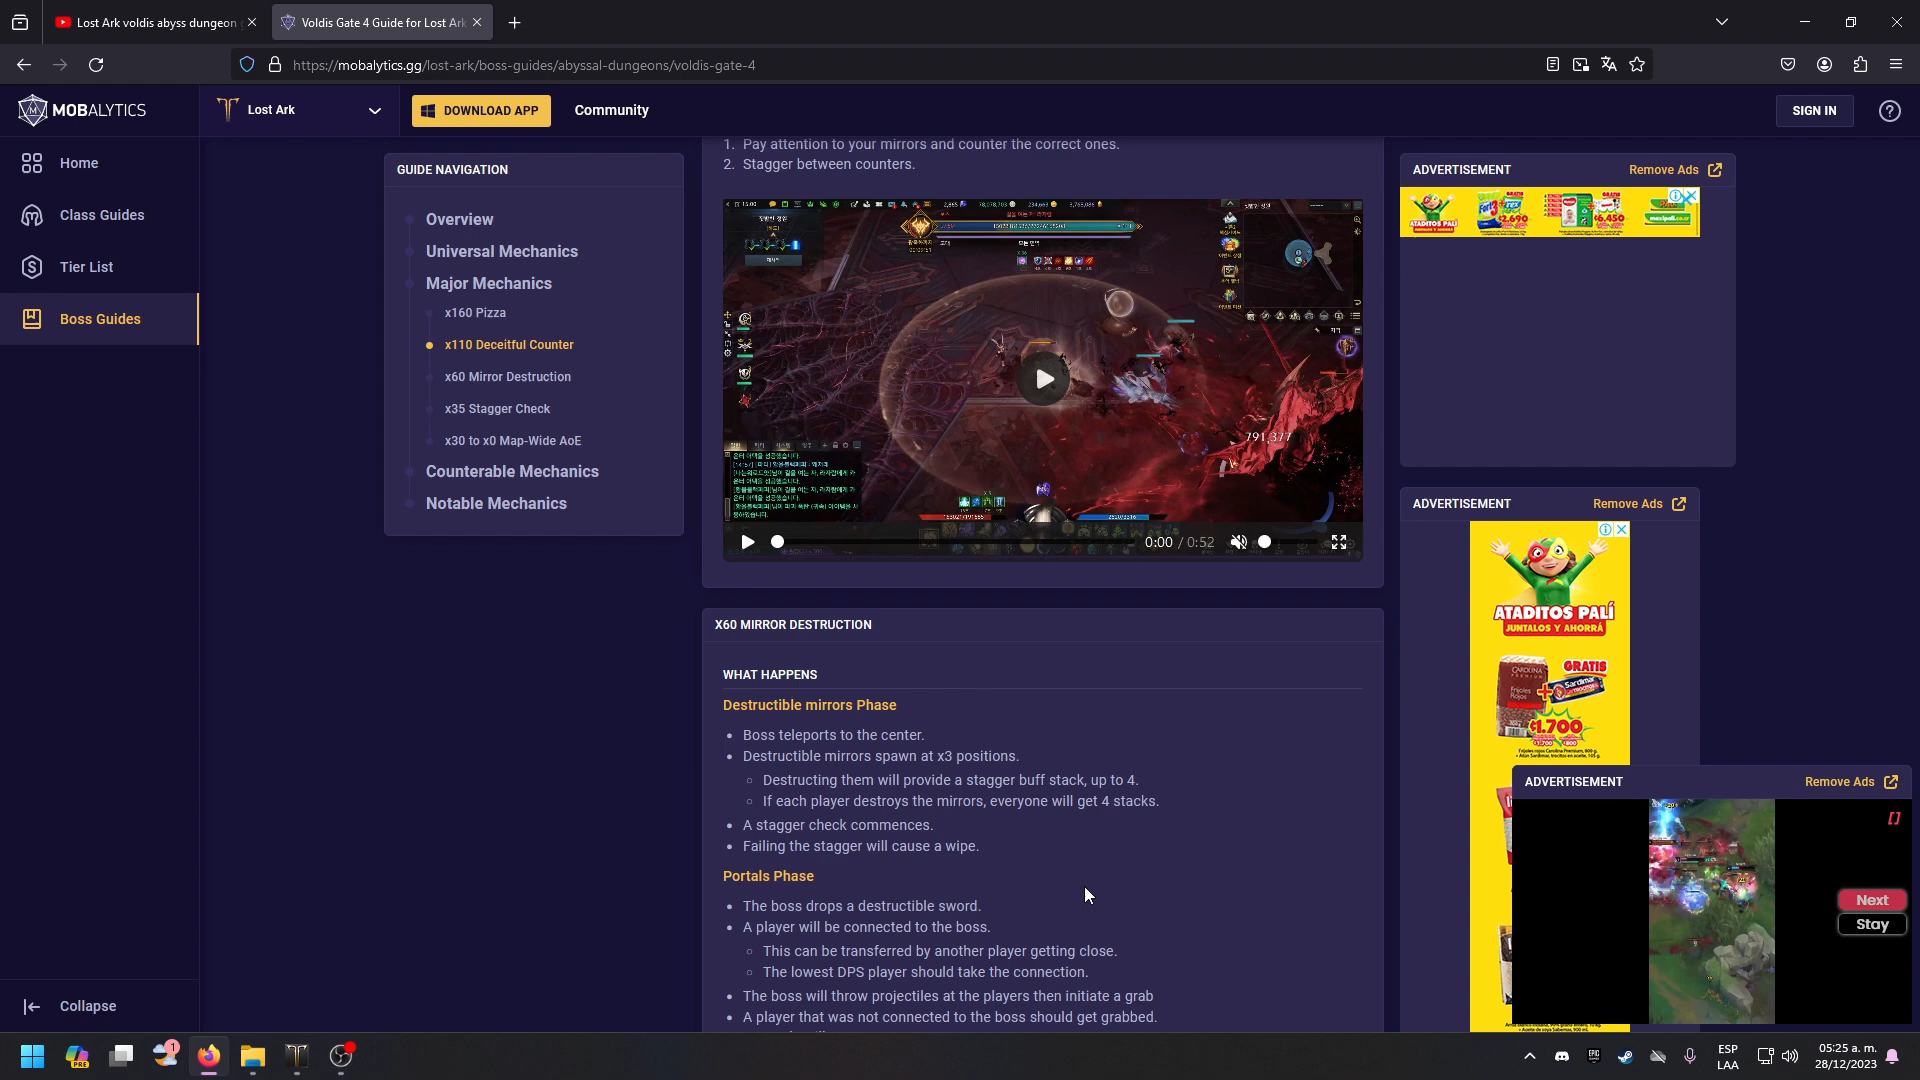 Lost Ark voldis abyss dungeon
Voldis Gate 4 Guide for Lost Ark
https://mobalytics.gg/lost-ark/boss-guides/abyssal-dungeons/voldis-gate-4
MOBALYTICS
Lost Ark
DOWNLOAD APP
Community
SIGN IN
Home
Class Guides
Tier List
Boss Guides
Collapse
GUIDE NAVIGATION
Overview
Universal Mechanics
Major Mechanics
x160 Pizza
x110 Deceitful Counter
x60 Mirror Destruction
x35 Stagger Check
x30 to x0 Map-Wide AoE
Counterable Mechanics
Notable Mechanics
1. Pay attention to your mirrors and counter the correct ones.
2. Stagger between counters.
791,377
0:00 / 0:52
X60 MIRROR DESTRUCTION
WHAT HAPPENS
Destructible mirrors Phase
Boss teleports to the center.
Destructible mirrors spawn at x3 positions.
Destructing them will provide a stagger buff stack, up to 4.
If each player destroys the mirrors, everyone will get 4 stacks.
A stagger check commences.
Failing the stagger will cause a wipe.
Portals Phase
The boss drops a destructible sword.
A player will be connected to the boss.
This can be transferred by another player getting close.
The lowest DPS player should take the connection.
The boss will throw projectiles at the players then initiate a grab
A player that was not connected to the boss should get grabbed.
ADVERTISEMENT
Remove Ads
ADVERTISEMENT
Remove Ads
ATADITOS PALÍ
JUNTALOS Y AHORRÁ
GRATIS
₡1.700
ADVERTISEMENT
Remove Ads
Next
Stay
1
PRE
ESP
LAA
05:25 a. m.
28/12/2023